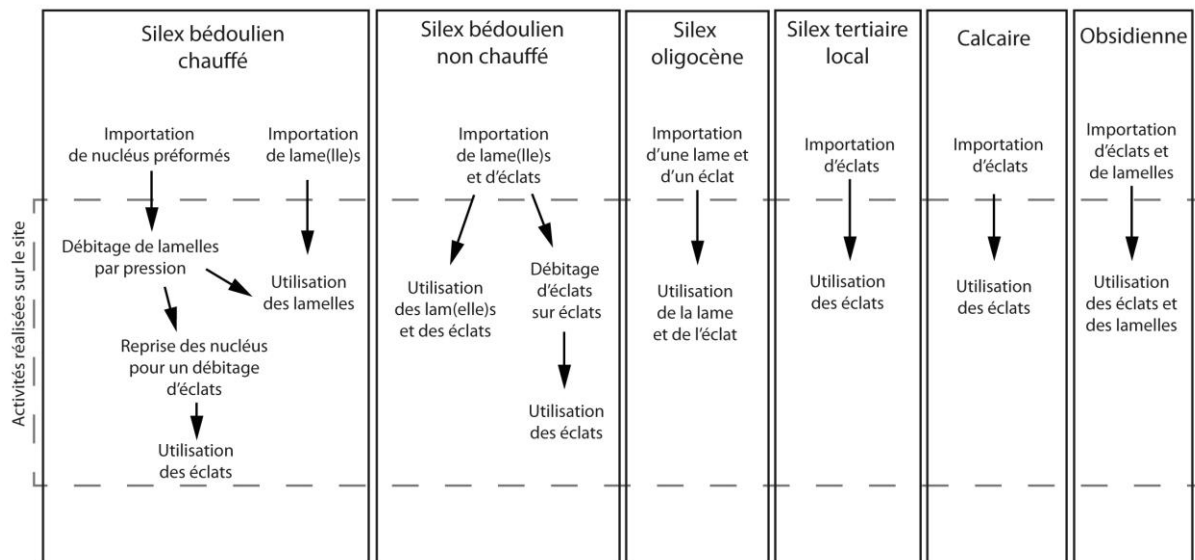 Silex bédoulien
chauffé
Importation
de nucléus préformés
Importation
de lame(lle)s
Débitage de lamelles
par pression
Utilisation
des lamelles
Reprise des nucléus
pour un débitage
d'éclats
Utilisation
des éclats
Silex bédoulien
non chauffé
Importation
de lame(lle)s
et d'éclats
Utilisation
des lam(elle)s
et des éclats
Débitage
d'éclats
sur éclats
Utilisation
des éclats
Silex
oligocène
Importation
d'une lame et
d'un éclat
Utilisation
de la lame
et de l'éclat
Silex tertiaire
local
Importation
d'éclats
Utilisation
des éclats
Calcaire
Importation
d'éclats
Utilisation
des éclats
Obsidienne
Importation
d'éclats et
de lamelles
Utilisation
des éclats et
des lamelles
Activités réalisées sur le site